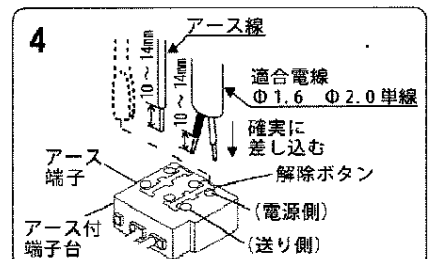 4
アース線
10～14mm
10～14mm
適合電線
Φ1.6 Φ2.0単線
確実に
差し込む
アース
端子
解除ボタン
(電源側)
アース付
端子台
(送り側)